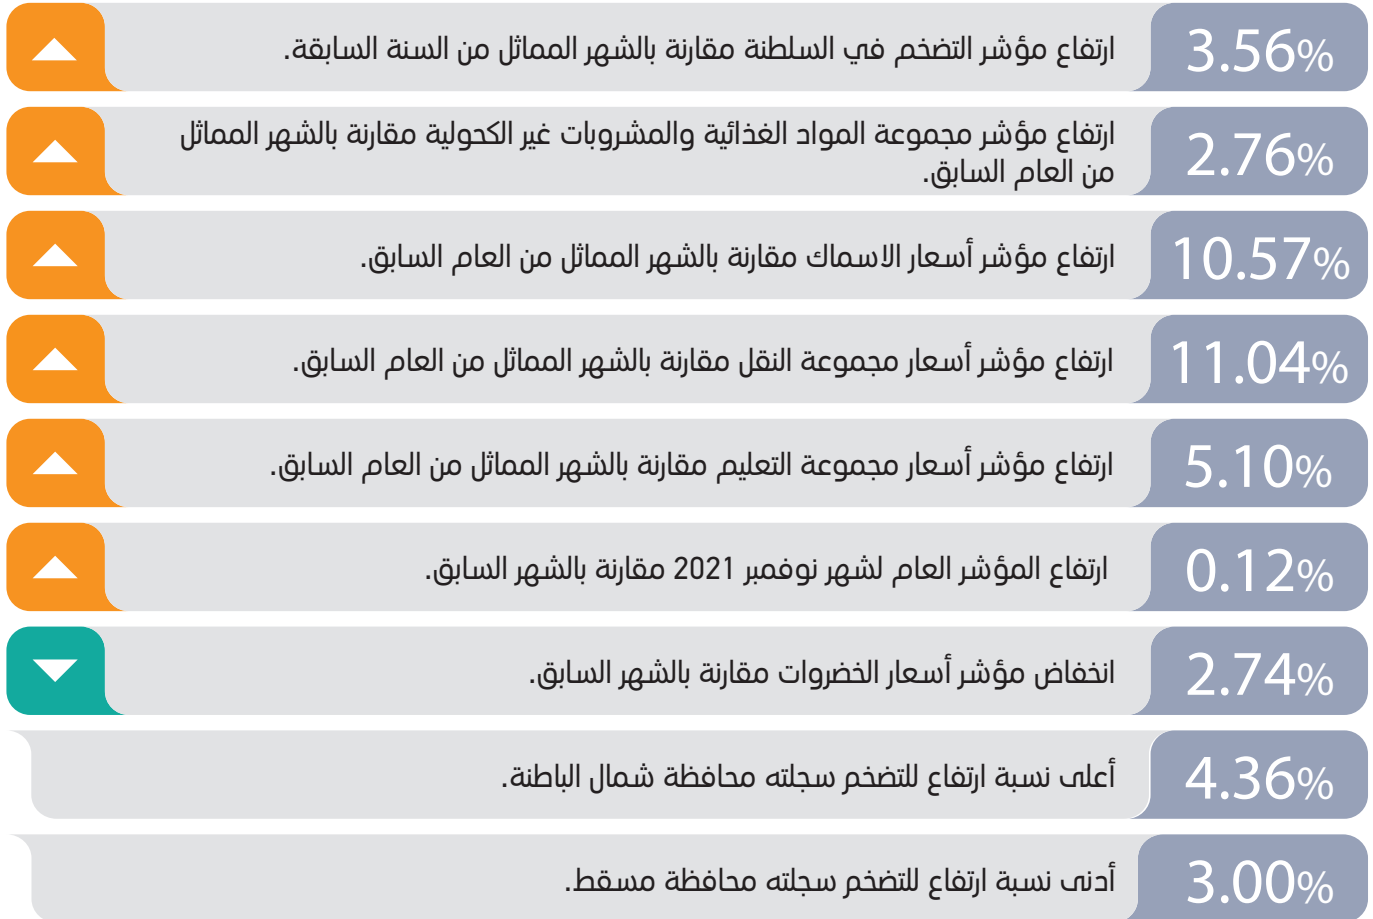 3.56%
ارتفاع مؤشر التضخم في السلطنة مقارنة بالشهر المماثل من السنة السابقة.
2.76%
ارتفاع مؤشر مجموعة المواد الغذائية والمشروبات غير الكحولية مقارنة بالشهر المماثل
من العام السابق.
10.57%
ارتفاع مؤشر أسعار الاسماك مقارنة بالشهر المماثل من العام السابق.
11.04%
ارتفاع مؤشر أسعار مجموعة النقل مقارنة بالشهر المماثل من العام السابق.
5.10%
ارتفاع مؤشر أسعار مجموعة التعليم مقارنة بالشهر المماثل من العام السابق.
0.12%
ارتفاع المؤشر العام لشهر نوفمبر 2021 مقارنة بالشهر السابق.
2.74%
انخفاض مؤشر أسعار الخضروات مقارنة بالشهر السابق.
4.36%
أعلى نسبة ارتفاع للتضخم سجلته محافظة شمال الباطنة.
3.00%
أدنى نسبة ارتفاع للتضخم سجلته محافظة مسقط.